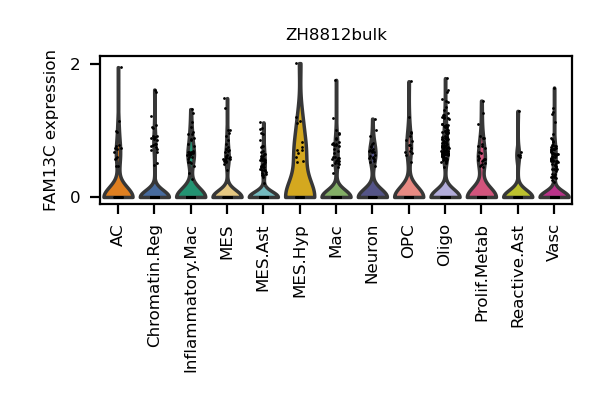 ZH8812bulk
FAM13C expression
2
0
AC
Chromatin.Reg
Inflammatory.Mac
MES
MES.Ast
MES.Hyp
Mac
Neuron
OPC
Oligo
Prolif.Metab
Reactive.Ast
Vasc